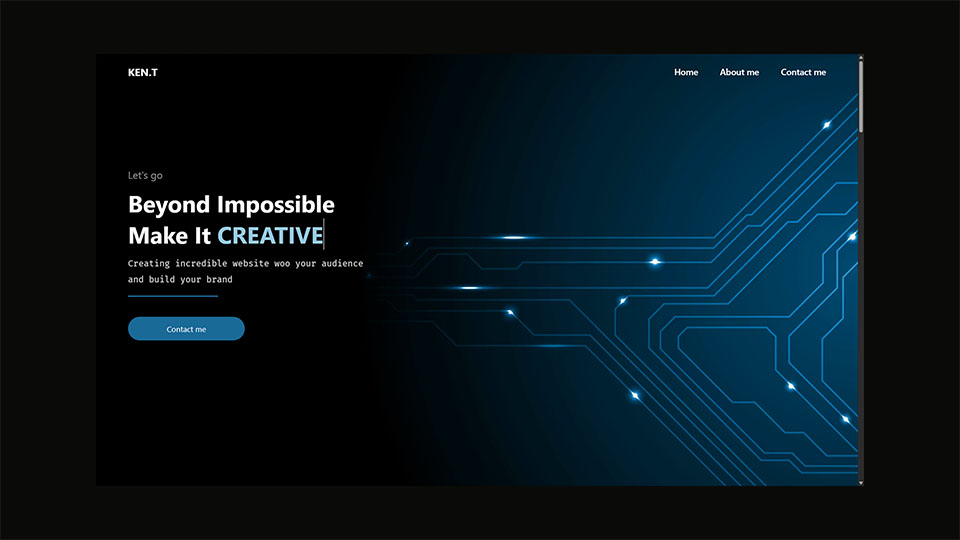 KEN.T
Home About me Contact me
Let's go
Beyond Impossible
Make It CREATIVE
Creating incredible website woo your audience
and build your brand
Contact me